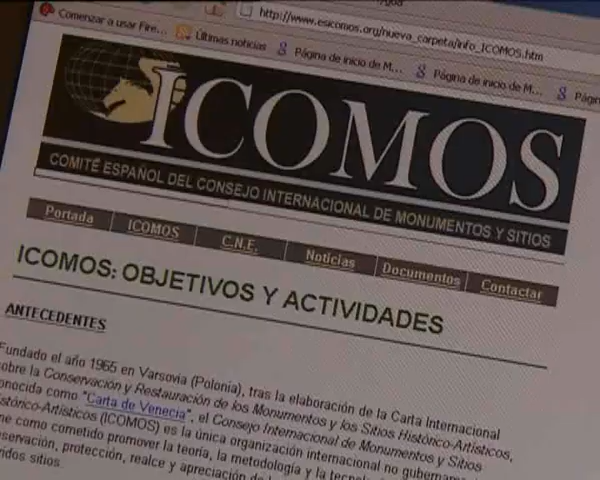 Comenzar a usar Fire...
Últimas noticias
Página de inicio de M...
Página de inicio de M...
http://www.esicomos.org/nueva_carpeta/info_ICOMOS.htm
ICOMOS
COMITÉ ESPAÑOL DEL CONSEJO INTERNACIONAL DE MONUMENTOS Y SITIOS
Portada ICOMOS C.N.E. Noticias Documentos Contactar
ICOMOS: OBJETIVOS Y ACTIVIDADES
ANTECEDENTES
Fundado el año 1965 en Varsovia (Polonia), tras la elaboración de la Carta Internacional
sobre la Conservación y Restauración de los Monumentos y los Sitios Histórico-Artísticos,
conocida como "Carta de Venecia", el Consejo Internacional de Monumentos y Sitios
Histórico-Artísticos (ICOMOS) es la única organización internacional no
como cometido promover la teoría, la metodología y la
protección, realce y apreciación de
sitios.